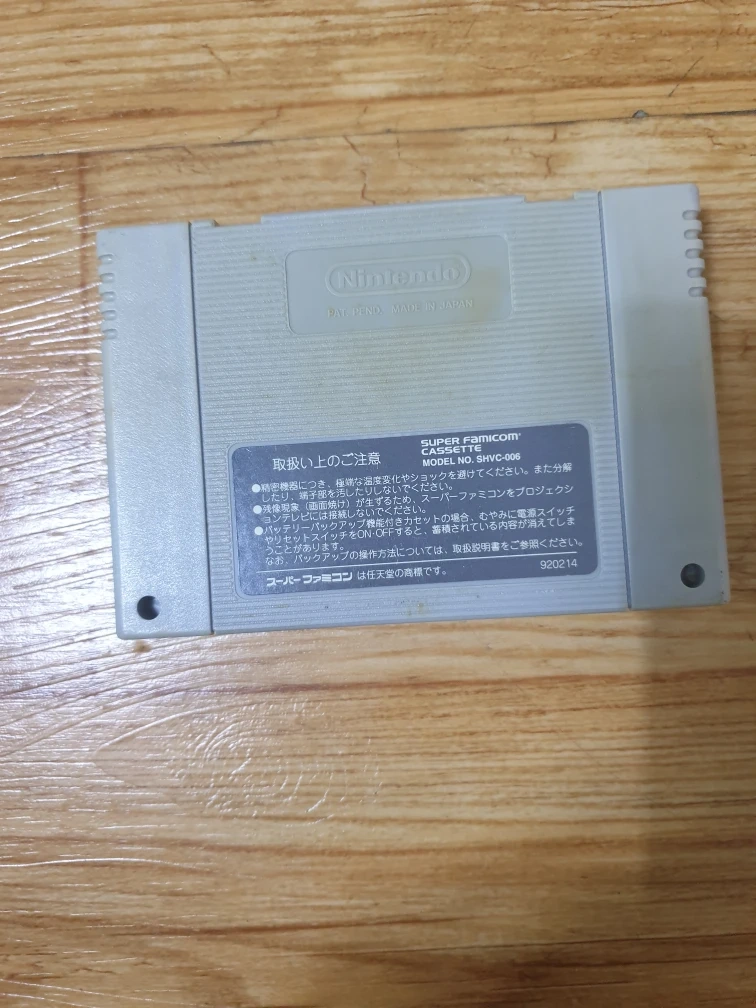 Nintendo
PAT. PEND. MADE IN JAPAN
取扱い上のご注意
SUPER FAMICOM
CASSETTE
MODEL NO. SHVC-006
●精密機器につき、極端な温度変化やショックを避けてください。また分解
したり、端子部を汚したりしないでください。
●残像現象(画面焼け)が生ずるため、スーパーファミコンをプロジェクシ
ョンテレビには接続しないでください。
●バッテリーバックアップ機能付きカセットの場合、むやみに電源スイッチ
やリセットスイッチをON・OFFすると、蓄積されている内容が消えてしま
うことがあります。
なお、バックアップの操作方法については、取扱説明書をご参照ください。
スーパーファミコン は任天堂の商標です。
920214